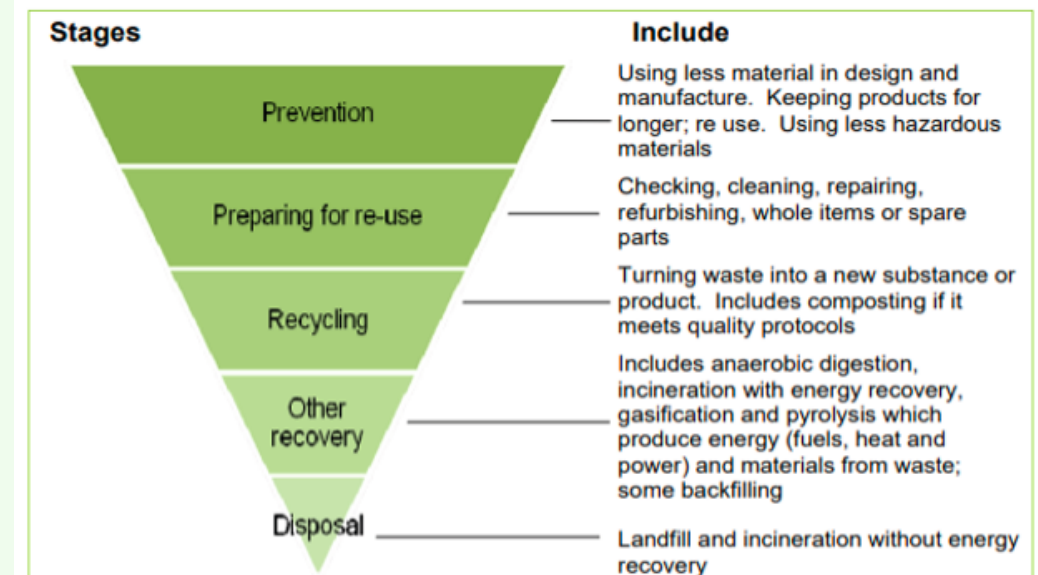 Stages
Include
Prevention
Using less material in design and
manufacture. Keeping products for
longer; re use. Using less hazardous
materials
Preparing for re-use
Checking, cleaning, repairing,
refurbishing, whole items or spare
parts
Recycling
Turning waste into a new substance or
product. Includes composting if it
meets quality protocols
Other
recovery
Includes anaerobic digestion,
incineration with energy recovery,
gasification and pyrolysis which
produce energy (fuels, heat and
power) and materials from waste;
some backfilling
Disposal
Landfill and incineration without energy
recovery